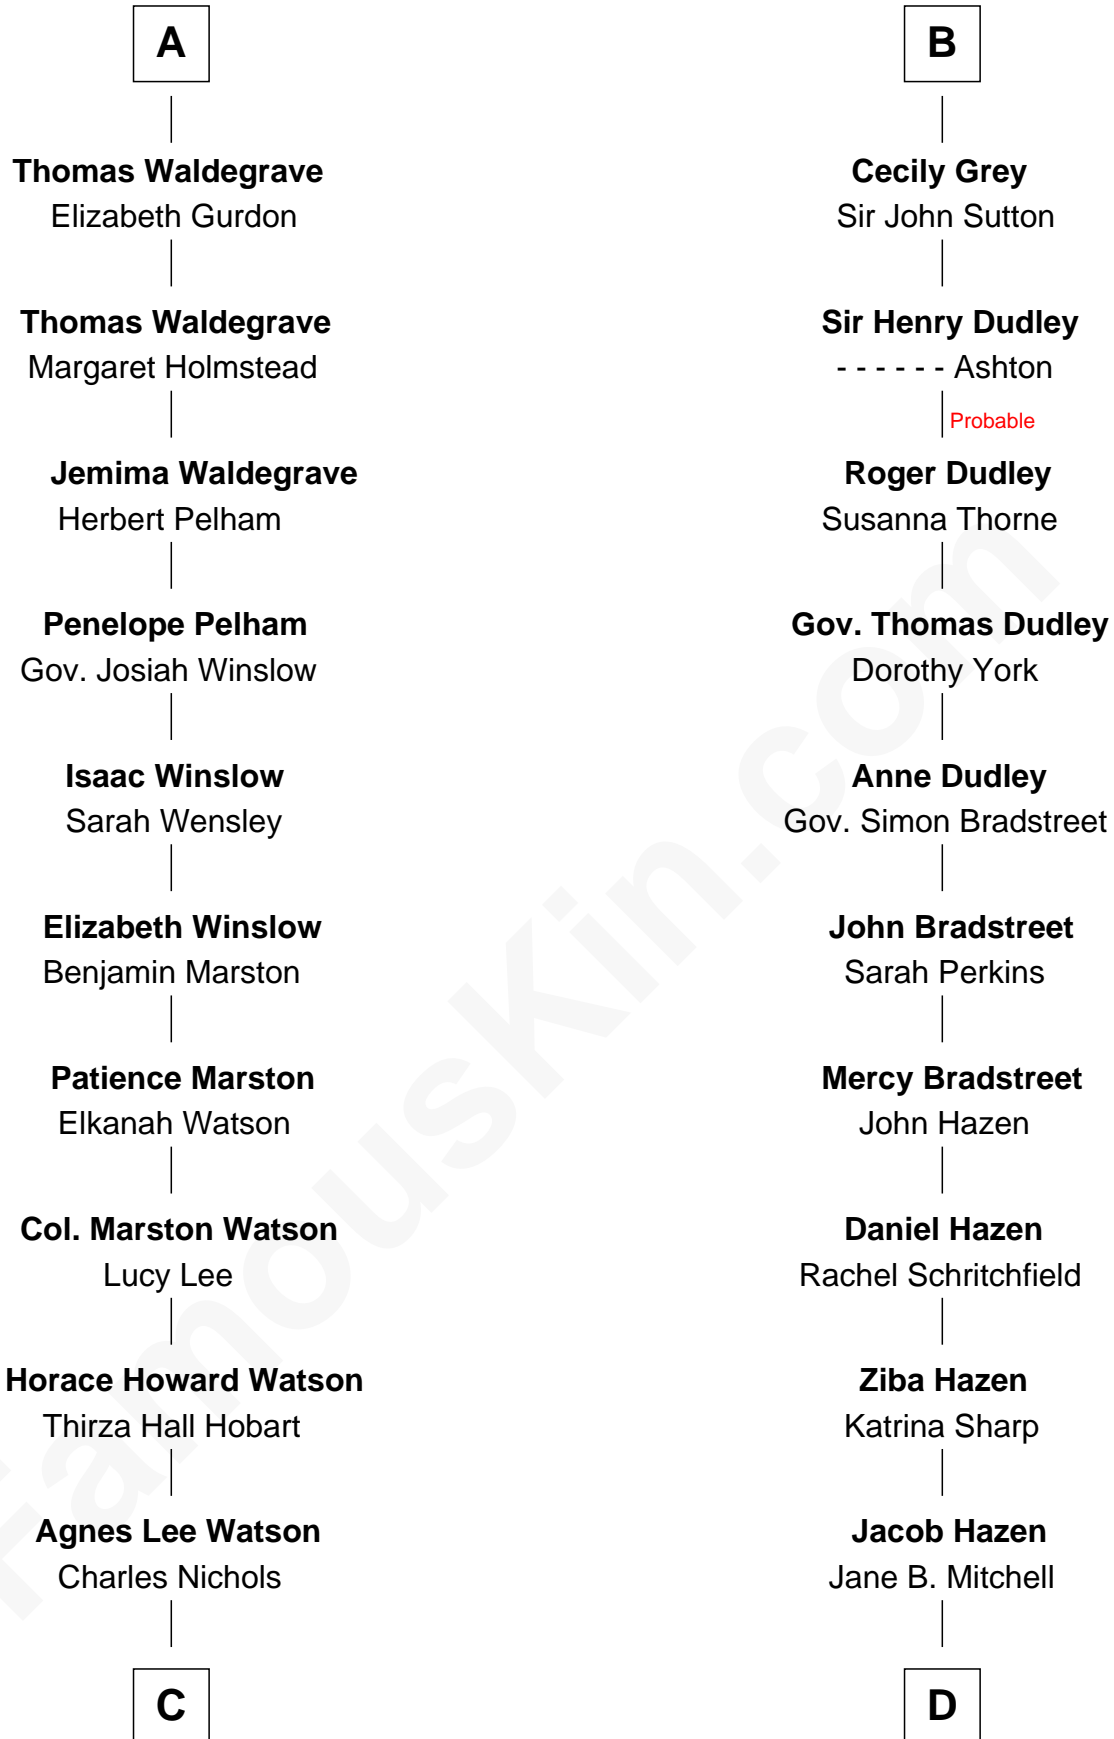 A
Thomas Waldegrave
Elizabeth Gurdon
Thomas Waldegrave
Margaret Holmstead
Jemima Waldegrave
Herbert Pelham
Penelope Pelham
Gov. Josiah Winslow
Isaac Winslow
Sarah Wensley
Elizabeth Winslow
Benjamin Marston
Patience Marston
Elkanah Watson
Col. Marston Watson
Lucy Lee
Horace Howard Watson
Thirza Hall Hobart
Agnes Lee Watson
Charles Nichols
C
B
Cecily Grey
Sir John Sutton
Sir Henry Dudley
- - - - - - Ashton
Probable
Roger Dudley
Susanna Thorne
Gov. Thomas Dudley
Dorothy York
Anne Dudley
Gov. Simon Bradstreet
John Bradstreet
Sarah Perkins
Mercy Bradstreet
John Hazen
Daniel Hazen
Rachel Schritchfield
Ziba Hazen
Katrina Sharp
Jacob Hazen
Jane B. Mitchell
D
FamousKin.com